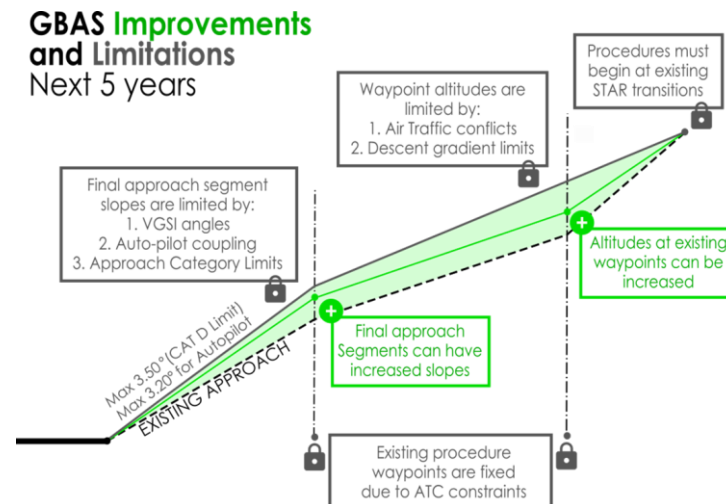 GBAS Improvements
and Limitations
Next 5 years
Procedures must
begin at existing
STAR transitions
Waypoint altitudes are
limited by:
1. Air Traffic conflicts
2. Descent gradient limits
Final approach segment
slopes are limited by:
1. VGSI angles
2. Auto-pilot coupling
3. Approach Category Limits
Altitudes at existing
waypoints can be
increased
Final approach
Segments can have
increased slopes
Max 3.50° (CAT D Limit)
Max 3.20° for Autopilot
EXISTING APPROACH
Existing procedure
waypoints are fixed
due to ATC constraints